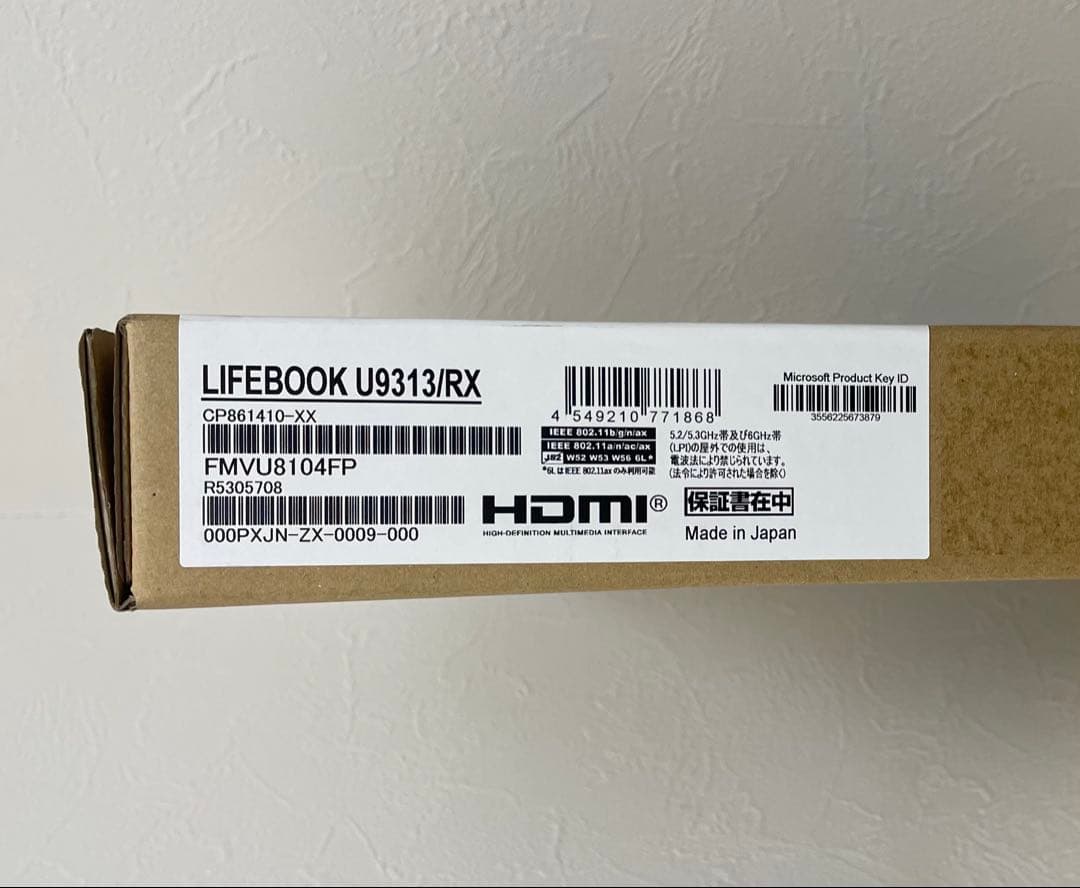 LIFEBOOK U9313/RX
CP861410-XX
FMVU8104FP
R5305708
000PXJN-ZX-0009-000
4 549210 771868
IEEE 802.11b/g/n/ax
IEEE 802.11a/n/ac/ax
J52 W52 W53 W56 6L*
*6L は IEEE 802.11ax のみ利用可能
HDMI®
HIGH-DEFINITION MULTIMEDIA INTERFACE
Microsoft Product Key ID
3556225673879
5.2/5.3GHz帯及び6GHz帯
(LPI)の屋外での使用は、
電波法により禁じられています。
(法令により許可された場合を除く)
保証書在中
Made in Japan